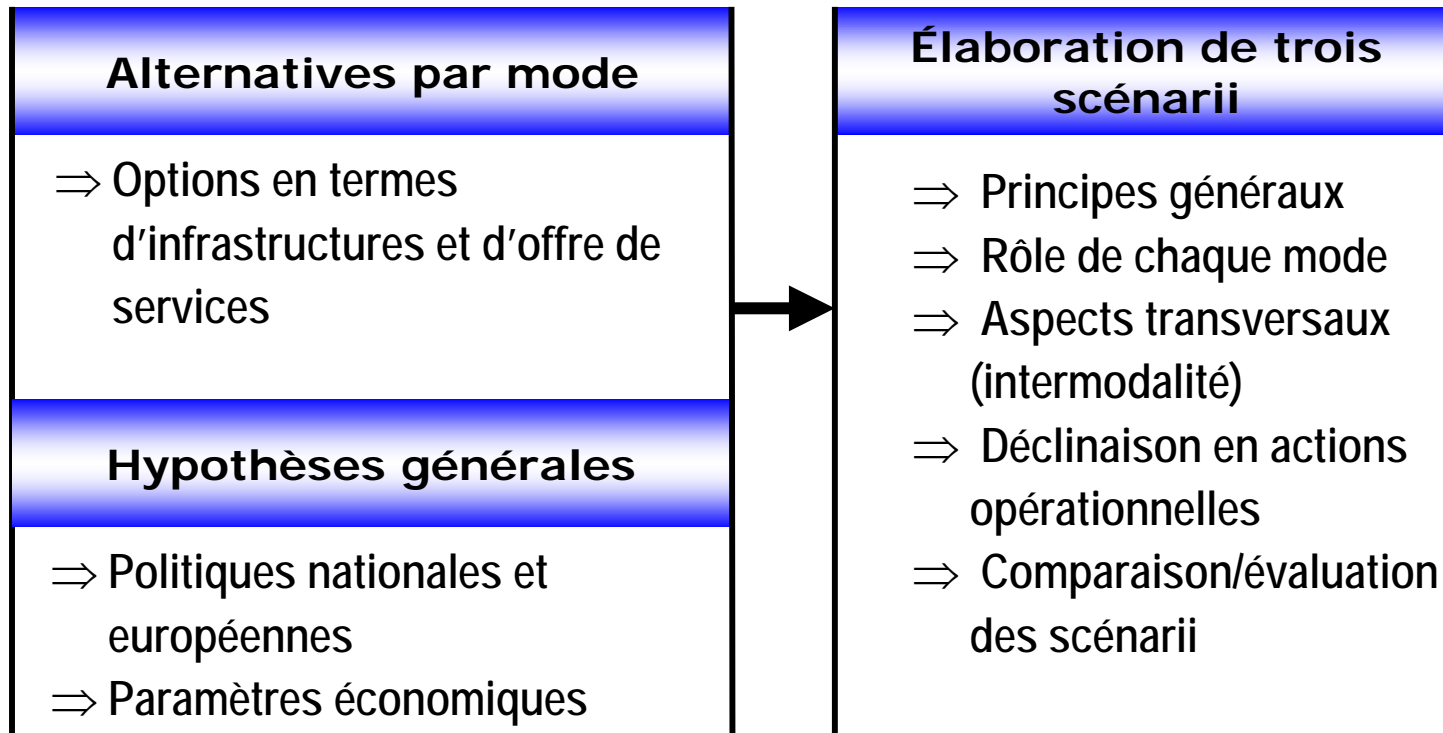 Alternatives par mode
⇒ Options en termes
d'infrastructures et d'offre de
services
Hypothèses générales
⇒ Politiques nationales et
européennes
⇒ Paramètres économiques
Élaboration de trois
scénarii
⇒ Principes généraux
⇒ Rôle de chaque mode
⇒ Aspects transversaux
(intermodalité)
⇒ Déclinaison en actions
opérationnelles
⇒ Comparaison/évaluation
des scénarii